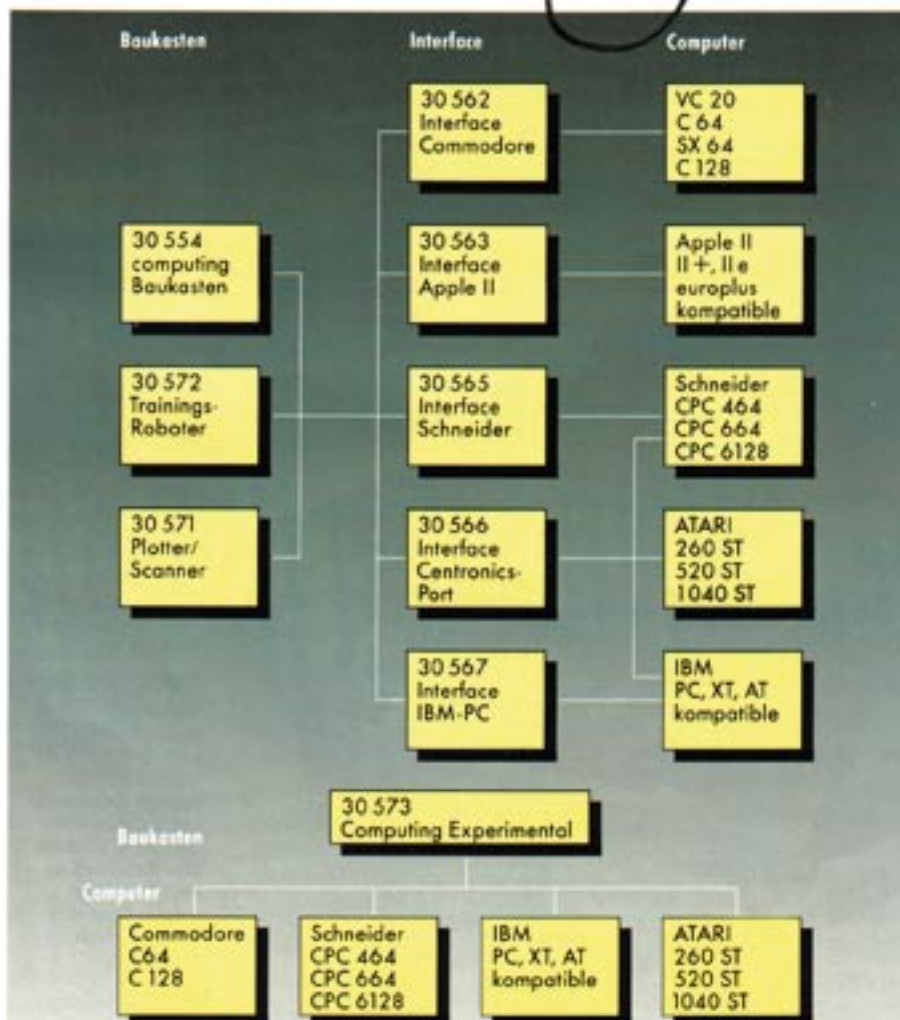 Baukasten
Interface
Computer
30 562
Interface
Commodore
VC 20
C 64
SX 64
C 128
30 554
computing
Baukasten
30 563
Interface
Apple II
Apple II
II +, II e
europlus
kompatible
30 572
Trainings-
Roboter
30 565
Interface
Schneider
Schneider
CPC 464
CPC 664
CPC 6128
30 571
Plotter/
Scanner
30 566
Interface
Centronics-
Port
ATARI
260 ST
520 ST
1040 ST
30 567
Interface
IBM-PC
IBM
PC, XT, AT
kompatible
30 573
Computing Experimental
Baukasten
Computer
Commodore
C64
C 128
Schneider
CPC 464
CPC 664
CPC 6128
IBM
PC, XT, AT
kompatible
ATARI
260 ST
520 ST
1040 ST